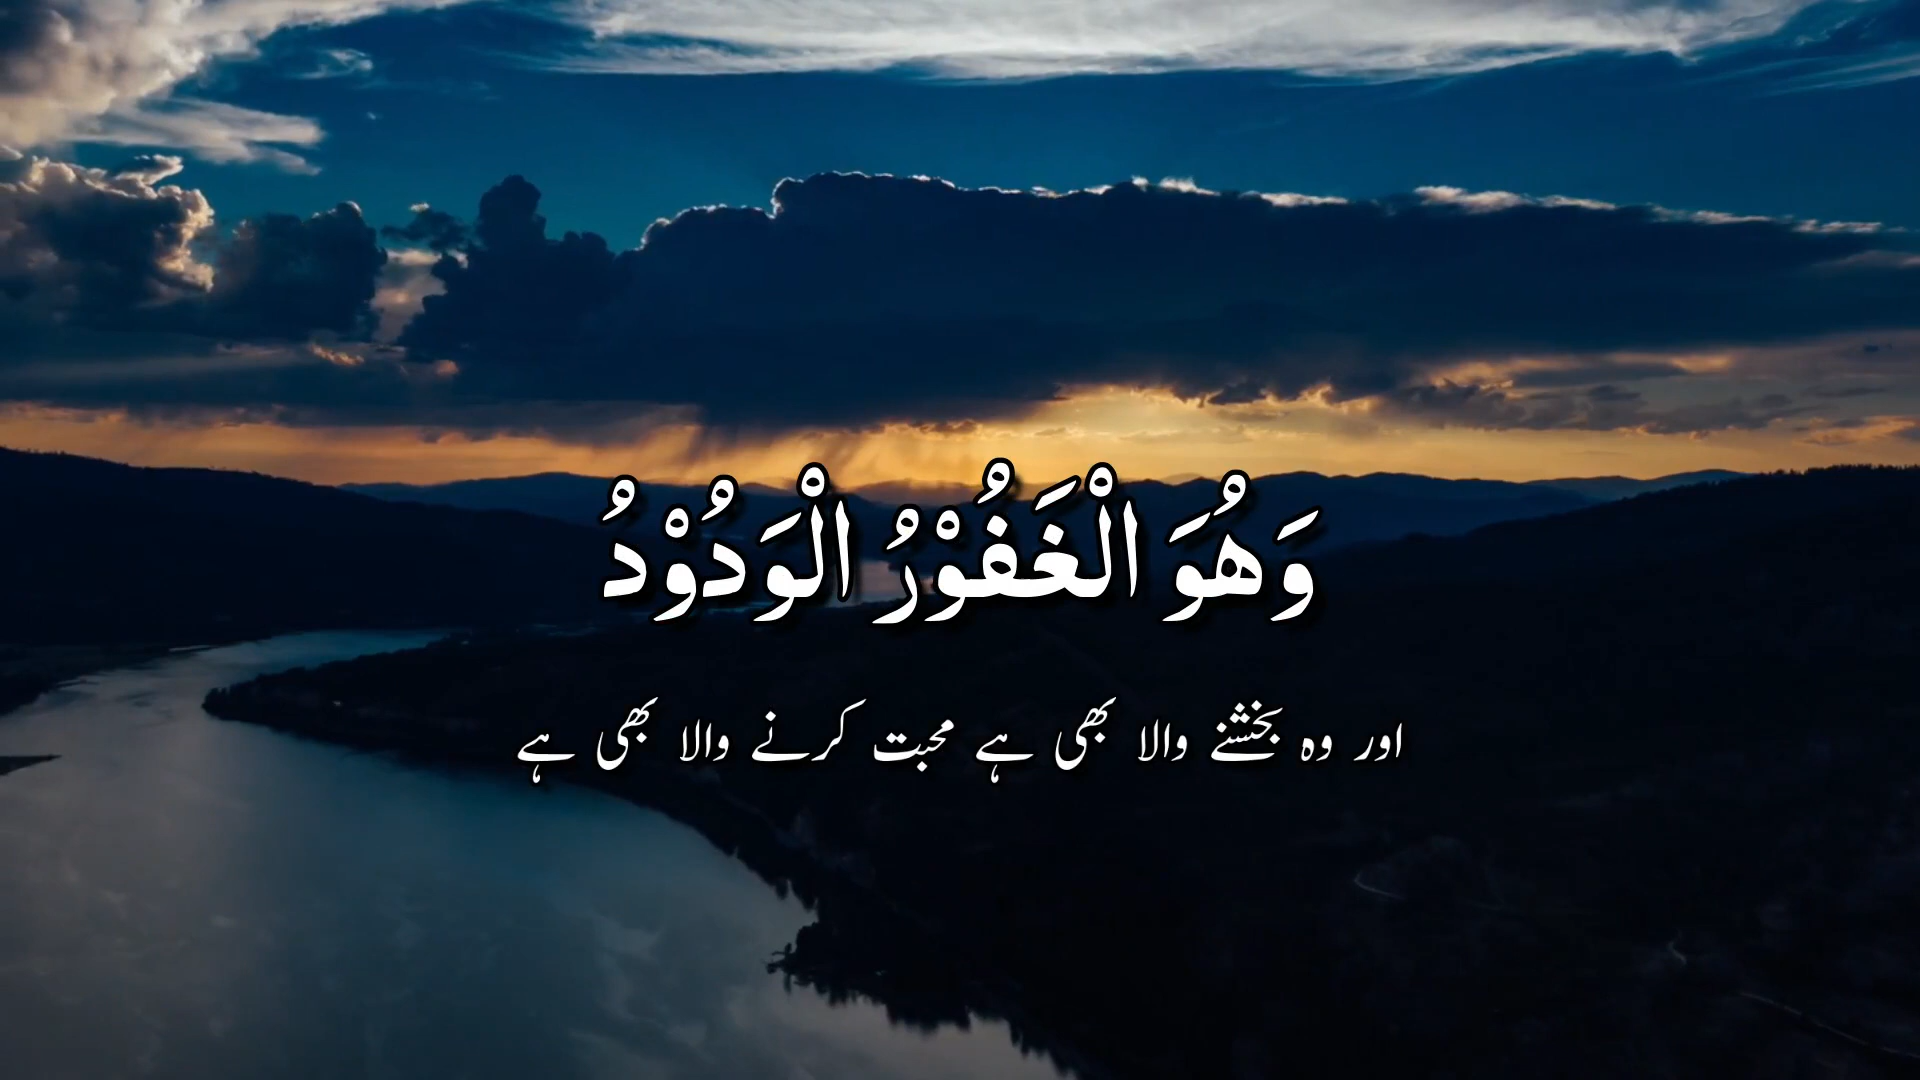 وَهُوَ الْغَفُوْرُ الْوَدُوْدُ
اور وہ بخشنے والا بھی ہے محبت کرنے والا بھی ہے